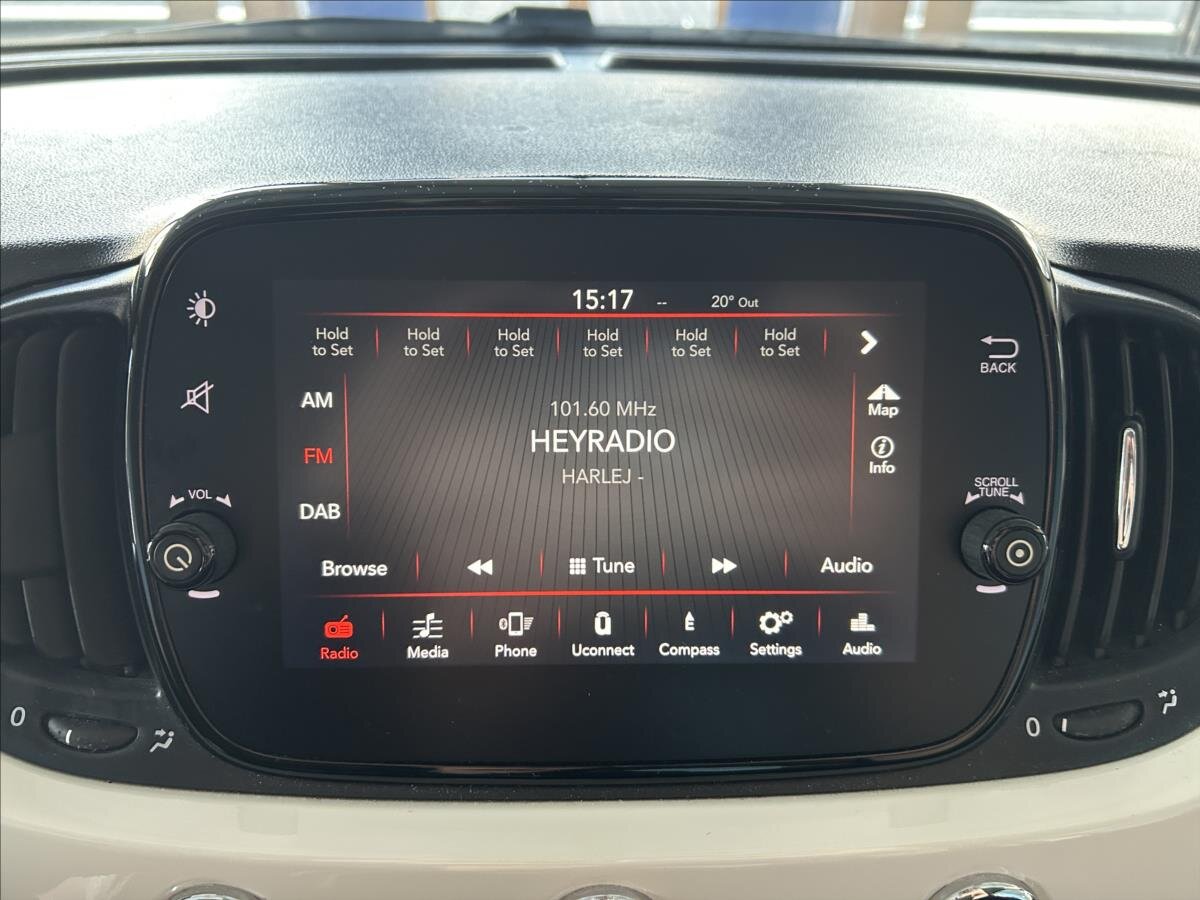 15:17 -- 20° Out
Hold to Set
Hold to Set
Hold to Set
Hold to Set
Hold to Set
Hold to Set
BACK
AM
Map
101.60 MHz
HEYRADIO
FM
Info
HARLEJ -
VOL
SCROLL
TUNE
DAB
Browse
Tune
Audio
Radio
Media
Phone
Uconnect
Compass
Settings
Audio
0
0